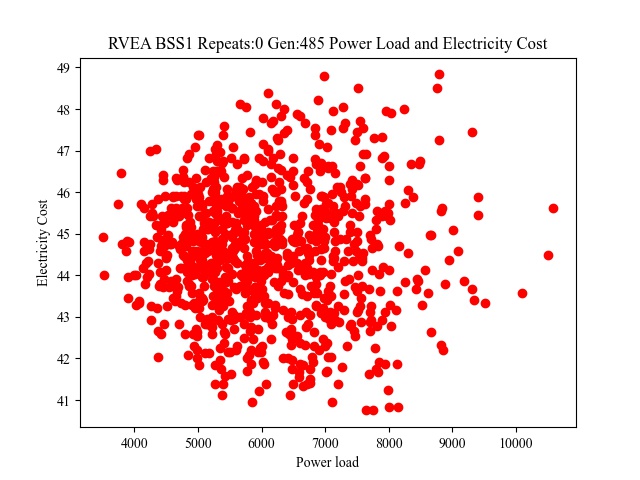 RVEA BSS1 Repeats:0 Gen:485 Power Load and Electricity Cost
49
48
47
46
45
44
43
42
41
Electricity Cost
4000 5000 6000 7000 8000 9000 10000
Power load